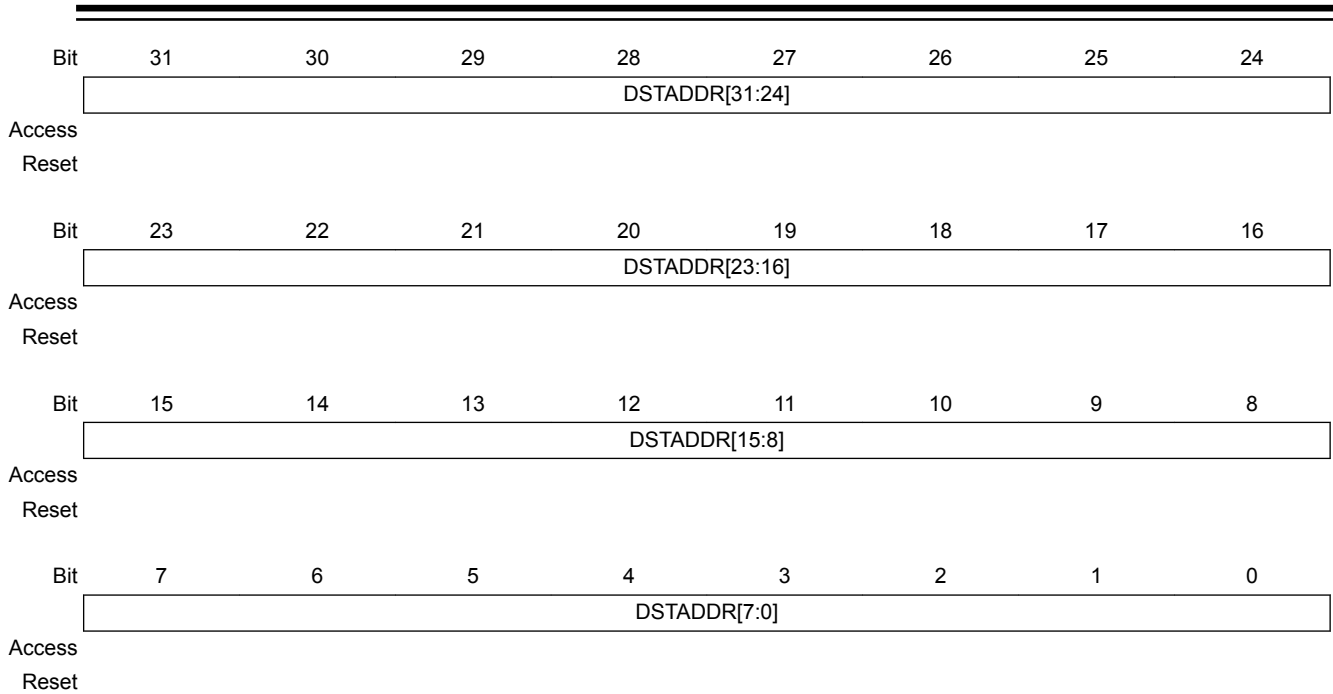 Bit 31 30 29 28 27 26 25 24
DSTADDR[31:24]
Access
Reset
Bit 23 22 21 20 19 18 17 16
DSTADDR[23:16]
Access
Reset
Bit 15 14 13 12 11 10 9 8
DSTADDR[15:8]
Access
Reset
Bit 7 6 5 4 3 2 1 0
DSTADDR[7:0]
Access
Reset